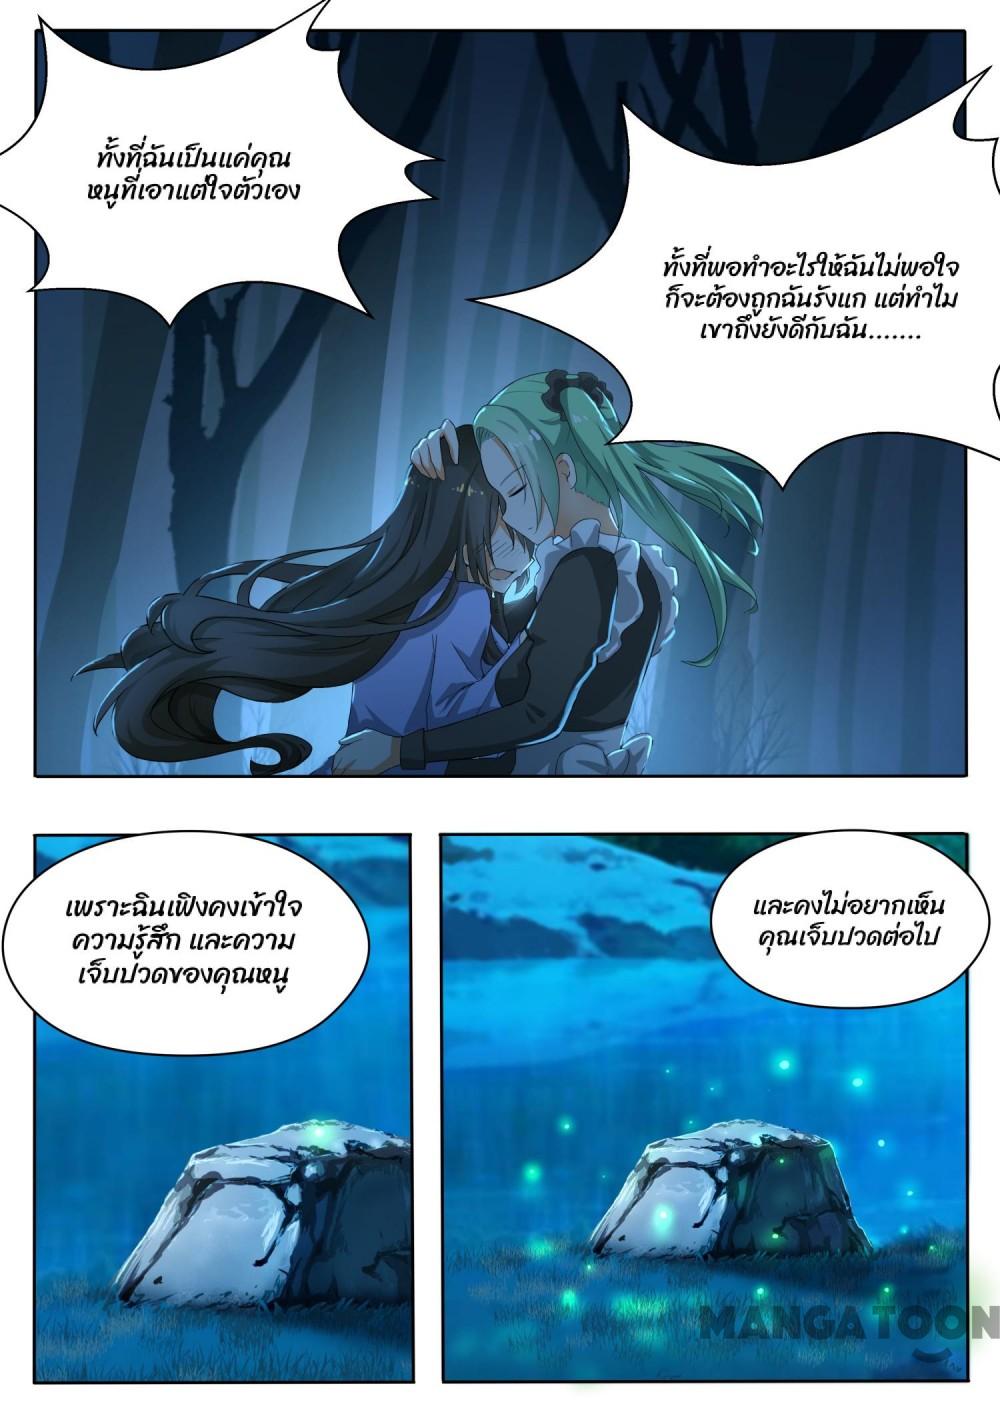 ทั้งที่ฉันเป็นแค่คุณ
หนูที่เอาแต่ใจตัวเอง
ทั้งที่พอทำอะไรให้ฉันไม่พอใจ
ก็จะต้องถูกฉันรังแก แต่ทำไม
เขาถึงยังดีกับฉัน.......
เพราะฉินเฟิงคงเข้าใจ
ความรู้สึก และความ
เจ็บปวดของคุณหนู
และคงไม่อยากเห็น
คุณเจ็บปวดต่อไป
MANGATOON